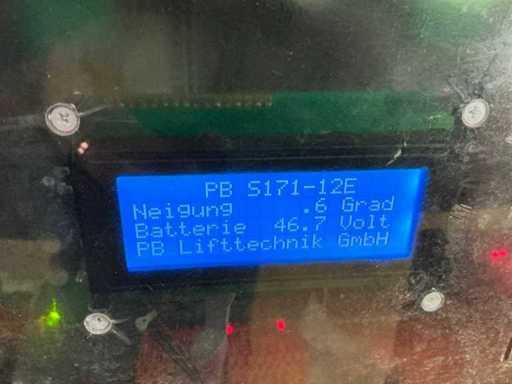 PB S171-12E
Neigung .6 Grad
Batterie 46.7 Volt
PB Lifttechnik GmbH